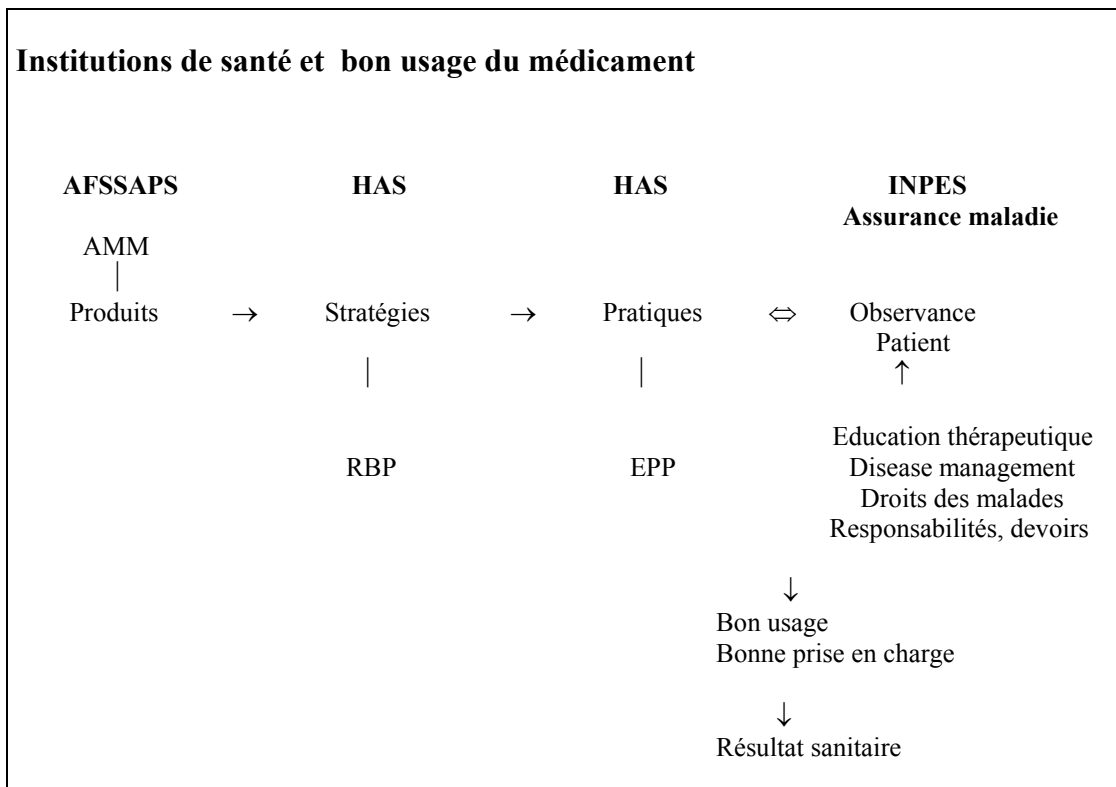 Institutions de santé et bon usage du médicament
AFSSAPS HAS HAS INPES
Assurance maladie
AMM
|
Produits → Stratégies → Pratiques ⇔ Observance
Patient
| | ↑
Education thérapeutique
RBP EPP Disease management
Droits des malades
Responsabilités, devoirs
↓
Bon usage
Bonne prise en charge
↓
Résultat sanitaire